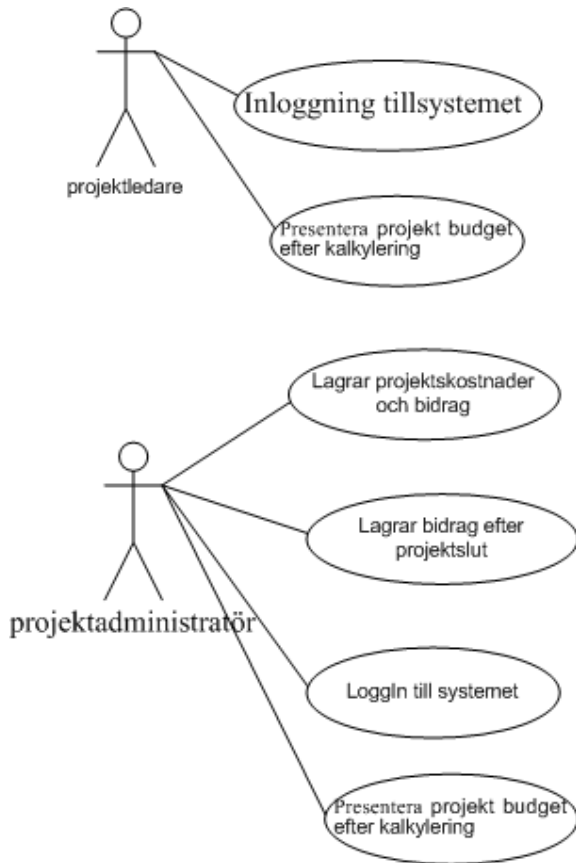 Inloggning tillsystemet
projektledare
Presentera projekt budget
efter kalkylering
Lagrar projektskostnader
och bidrag
Lagrar bidrag efter
projektslut
projektadministratör
LoggIn till systemet
Presentera projekt budget
efter kalkylering